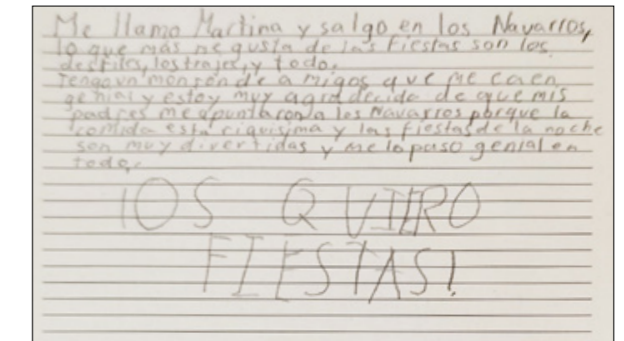 Me llamo Martina y salgo en los Navarros,
lo que más me gusta de las fiestas son los
desfiles, los trajes, y todo.
Tengo un montón de amigos que me caen
genial y estoy muy agradecida de que mis
padres me apuntaron a los Navarros porque la
comida está riquísima y las fiestas de la noche
son muy divertidas y me lo paso genial en
todo.
¡OS QUIERO
FIESTAS!